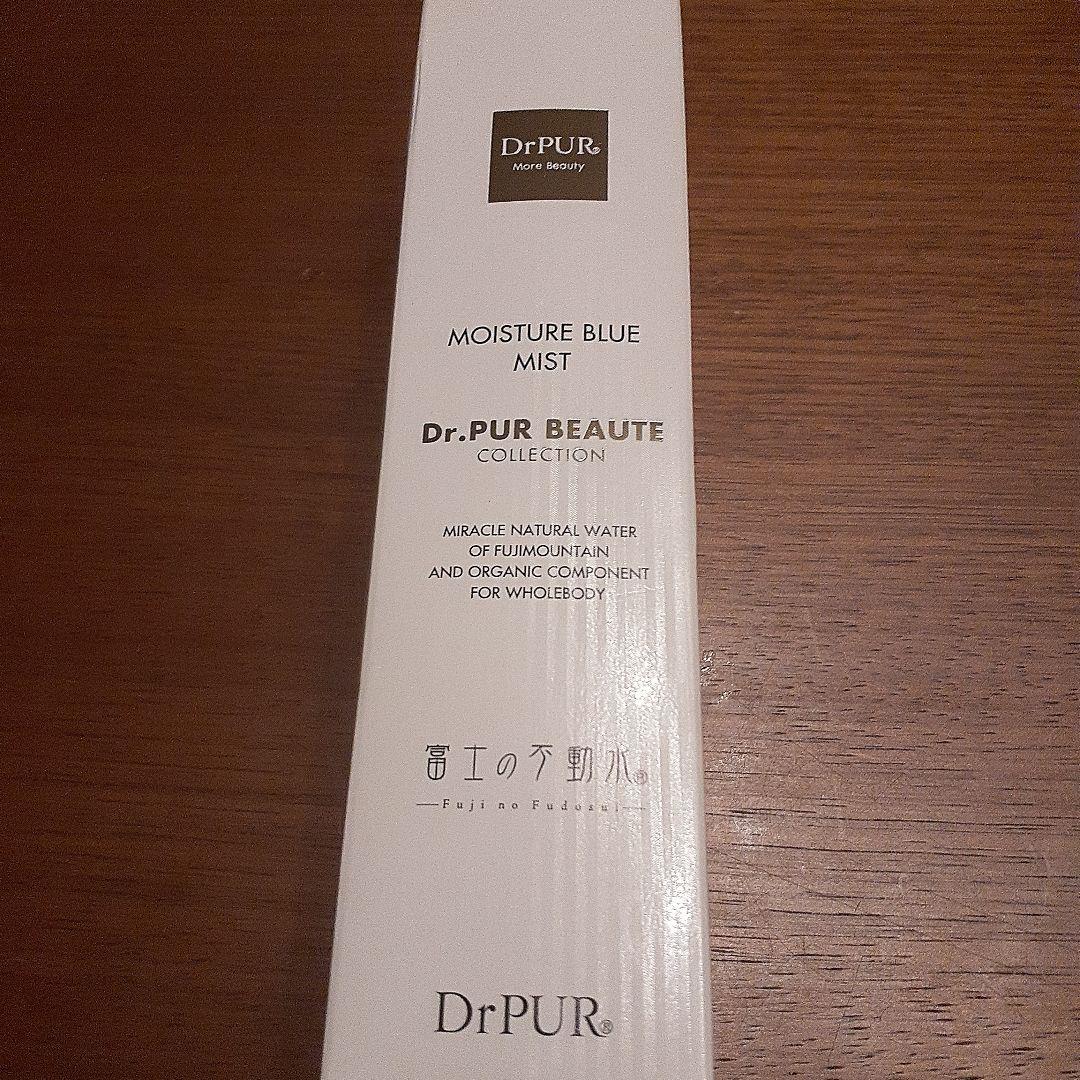 DrPUR®
More Beauty
MOISTURE BLUE
MIST
Dr.PUR BEAUTE
COLLECTION
MIRACLE NATURAL WATER
OF FUJIMOUNTAiN
AND ORGANIC COMPONENT
FOR WHOLEBODY
富士の不動水®
Fuji no Fudosui
DrPUR®